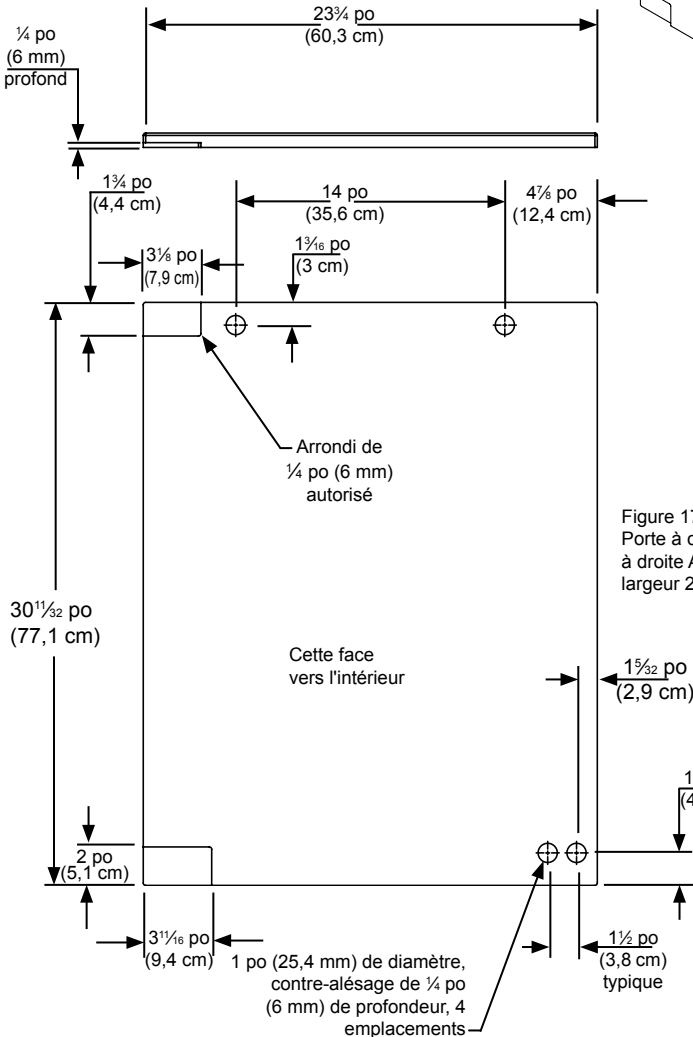 23¾ po
(60,3 cm)
¼ po
(6 mm)
profond
1¾ po
(4,4 cm)
14 po
(35,6 cm)
4⅞ po
(12,4 cm)
3⅛ po
(7,9 cm)
1³⁄₁₆ po
(3 cm)
Arrondi de
¼ po (6 mm)
autorisé
Figure 17
Porte à
à droite
largeur 2
30¹¹⁄₃₂ po
(77,1 cm)
Cette face
vers l'intérieur
1⁵⁄₃₂ po
(2,9 cm)
1
(4
2 po
(5,1 cm)
3¹¹⁄₁₆ po
(9,4 cm)
1 po (25,4 mm) de diamètre,
contre-alésage de ¼ po
(6 mm) de profondeur, 4
emplacements
1½ po
(3,8 cm)
typique